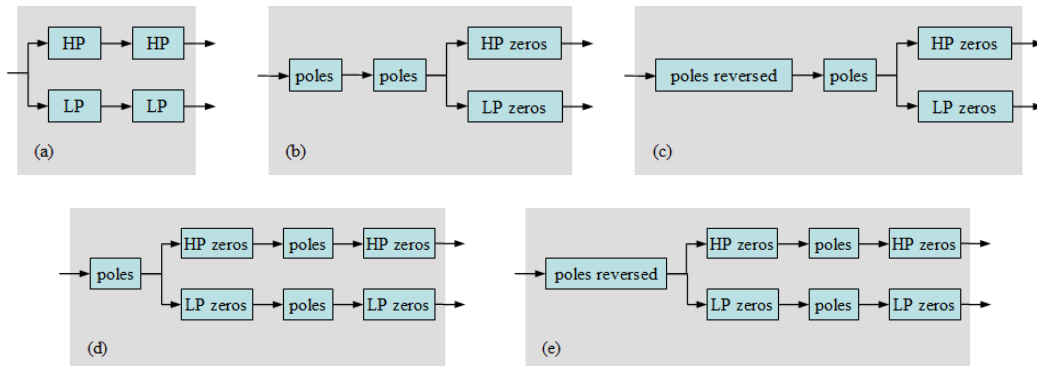 HP HP
LP LP
(a)
poles poles HP zeros
LP zeros
(b)
poles reversed poles HP zeros
LP zeros
(c)
poles HP zeros poles HP zeros
LP zeros poles LP zeros
(d)
poles reversed HP zeros poles HP zeros
LP zeros poles LP zeros
(e)